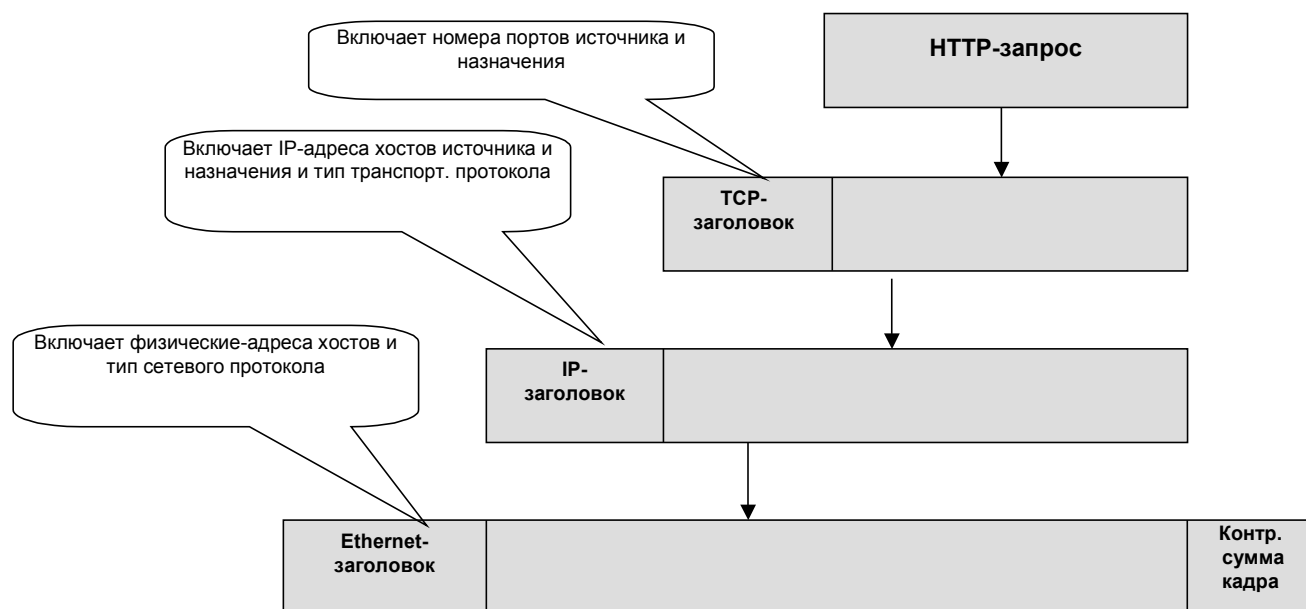 Включает номера портов источника и
назначения
HTTP-запрос
Включает IP-адреса хостов источника и
назначения и тип транспорт. протокола
TCP-
заголовок
Включает физические-адреса хостов и
тип сетевого протокола
IP-
заголовок
Ethernet-
заголовок
Контр.
сумма
кадра